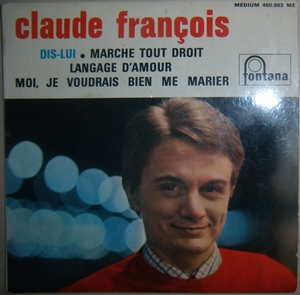 MEDIUM 460.883 ME
claude françois
DIS-LUI • MARCHE TOUT DROIT
LANGAGE D'AMOUR
MOI, JE VOUDRAIS BIEN ME MARIER
fontana